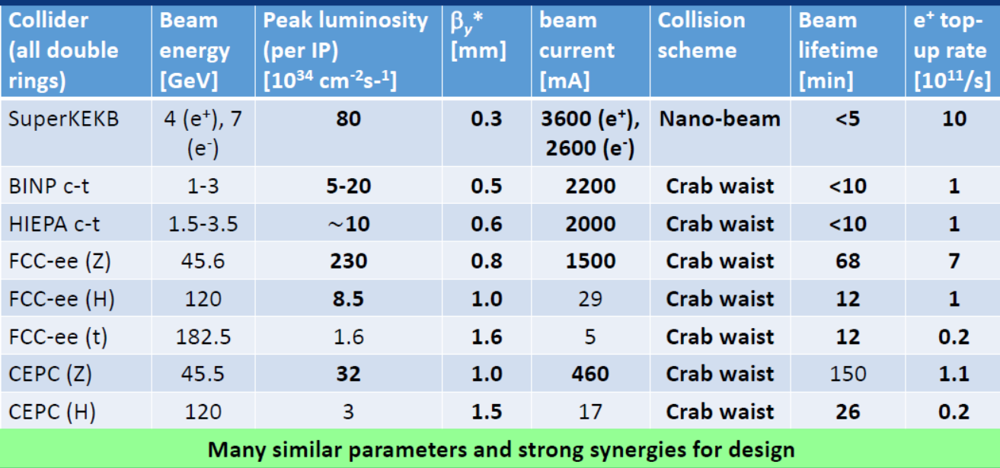 Collider (all double rings) Beam energy [GeV] Peak luminosity (per IP) [10³⁴ cm⁻²s-¹] βy* [mm] beam current [mA] Collision scheme Beam lifetime [min] e⁺ top-up rate [10¹¹/s]
SuperKEKB 4 (e⁺), 7 (e⁻) 80 0.3 3600 (e⁺), 2600 (e⁻) Nano-beam <5 10
BINP c-t 1-3 5-20 0.5 2200 Crab waist <10 1
HIEPA c-t 1.5-3.5 ~10 0.6 2000 Crab waist <10 1
FCC-ee (Z) 45.6 230 0.8 1500 Crab waist 68 7
FCC-ee (H) 120 8.5 1.0 29 Crab waist 12 1
FCC-ee (t) 182.5 1.6 1.6 5 Crab waist 12 0.2
CEPC (Z) 45.5 32 1.0 460 Crab waist 150 1.1
CEPC (H) 120 3 1.5 17 Crab waist 26 0.2
Many similar parameters and strong synergies for design